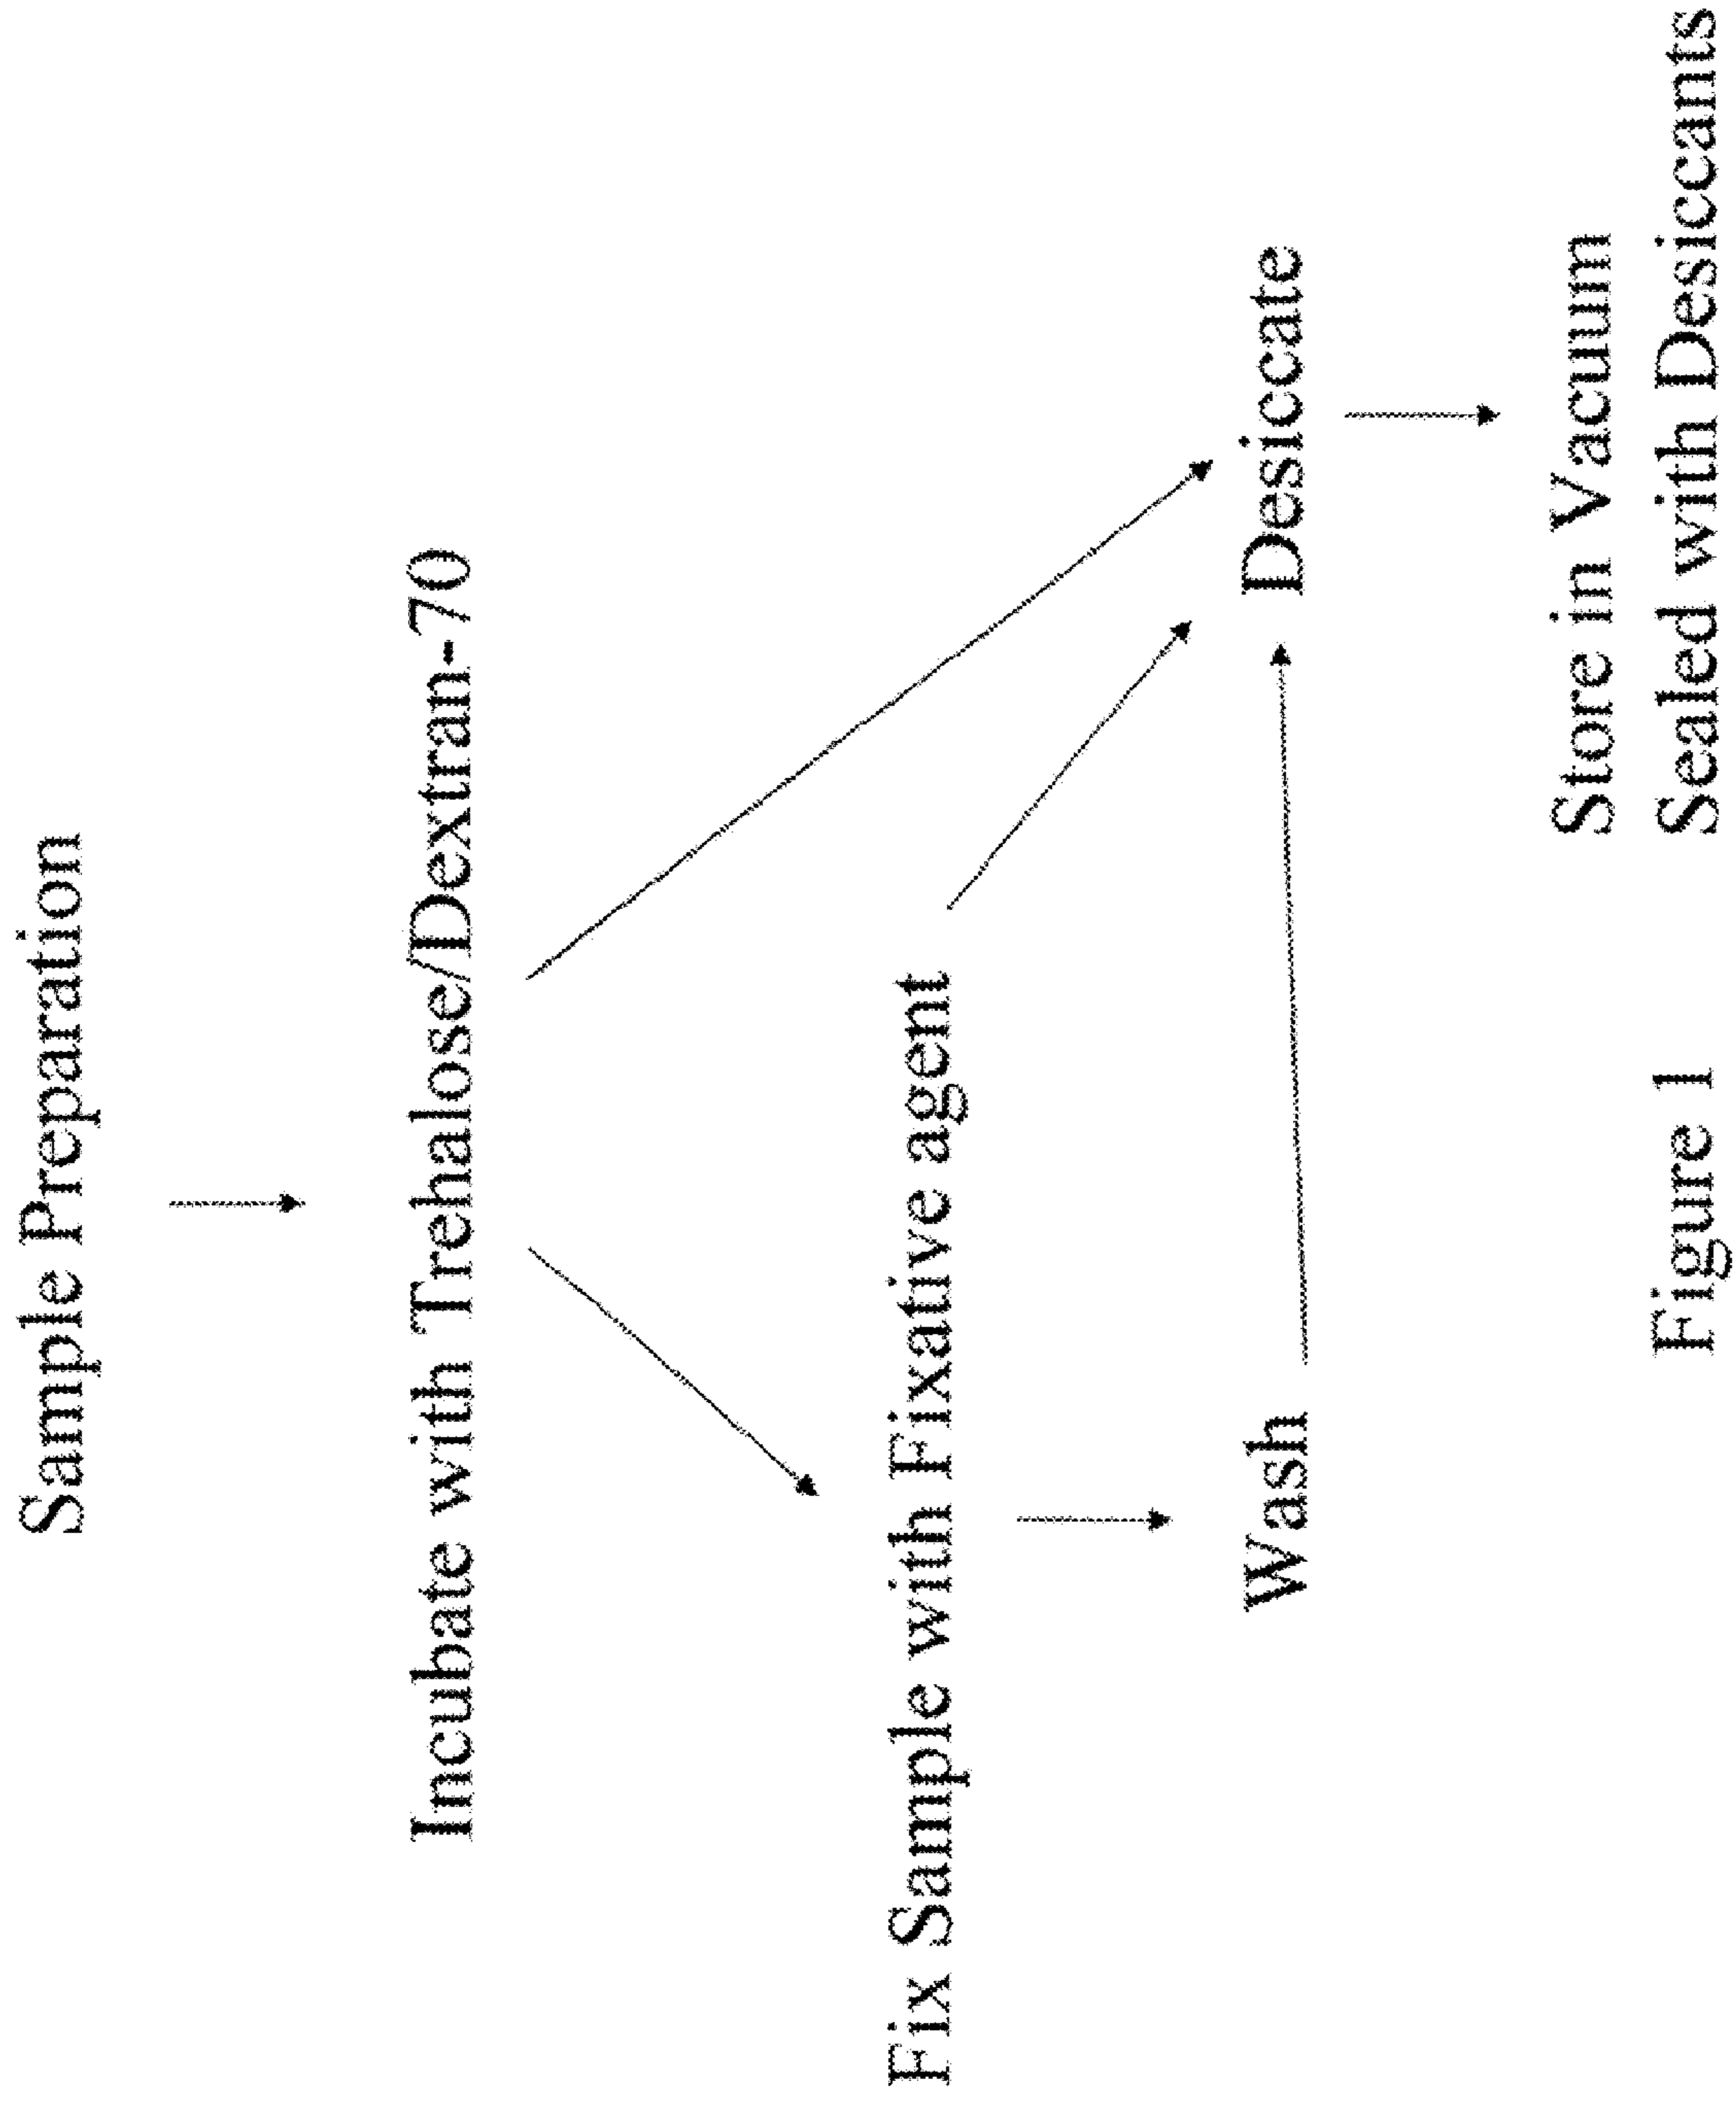 Sample Preparation
Incubate with Trehalose/Dextran-70
Fix Sample with Fixative agent
Wash
Desiccate
Store in Vacuum
Sealed with Desiccants
Figure 1